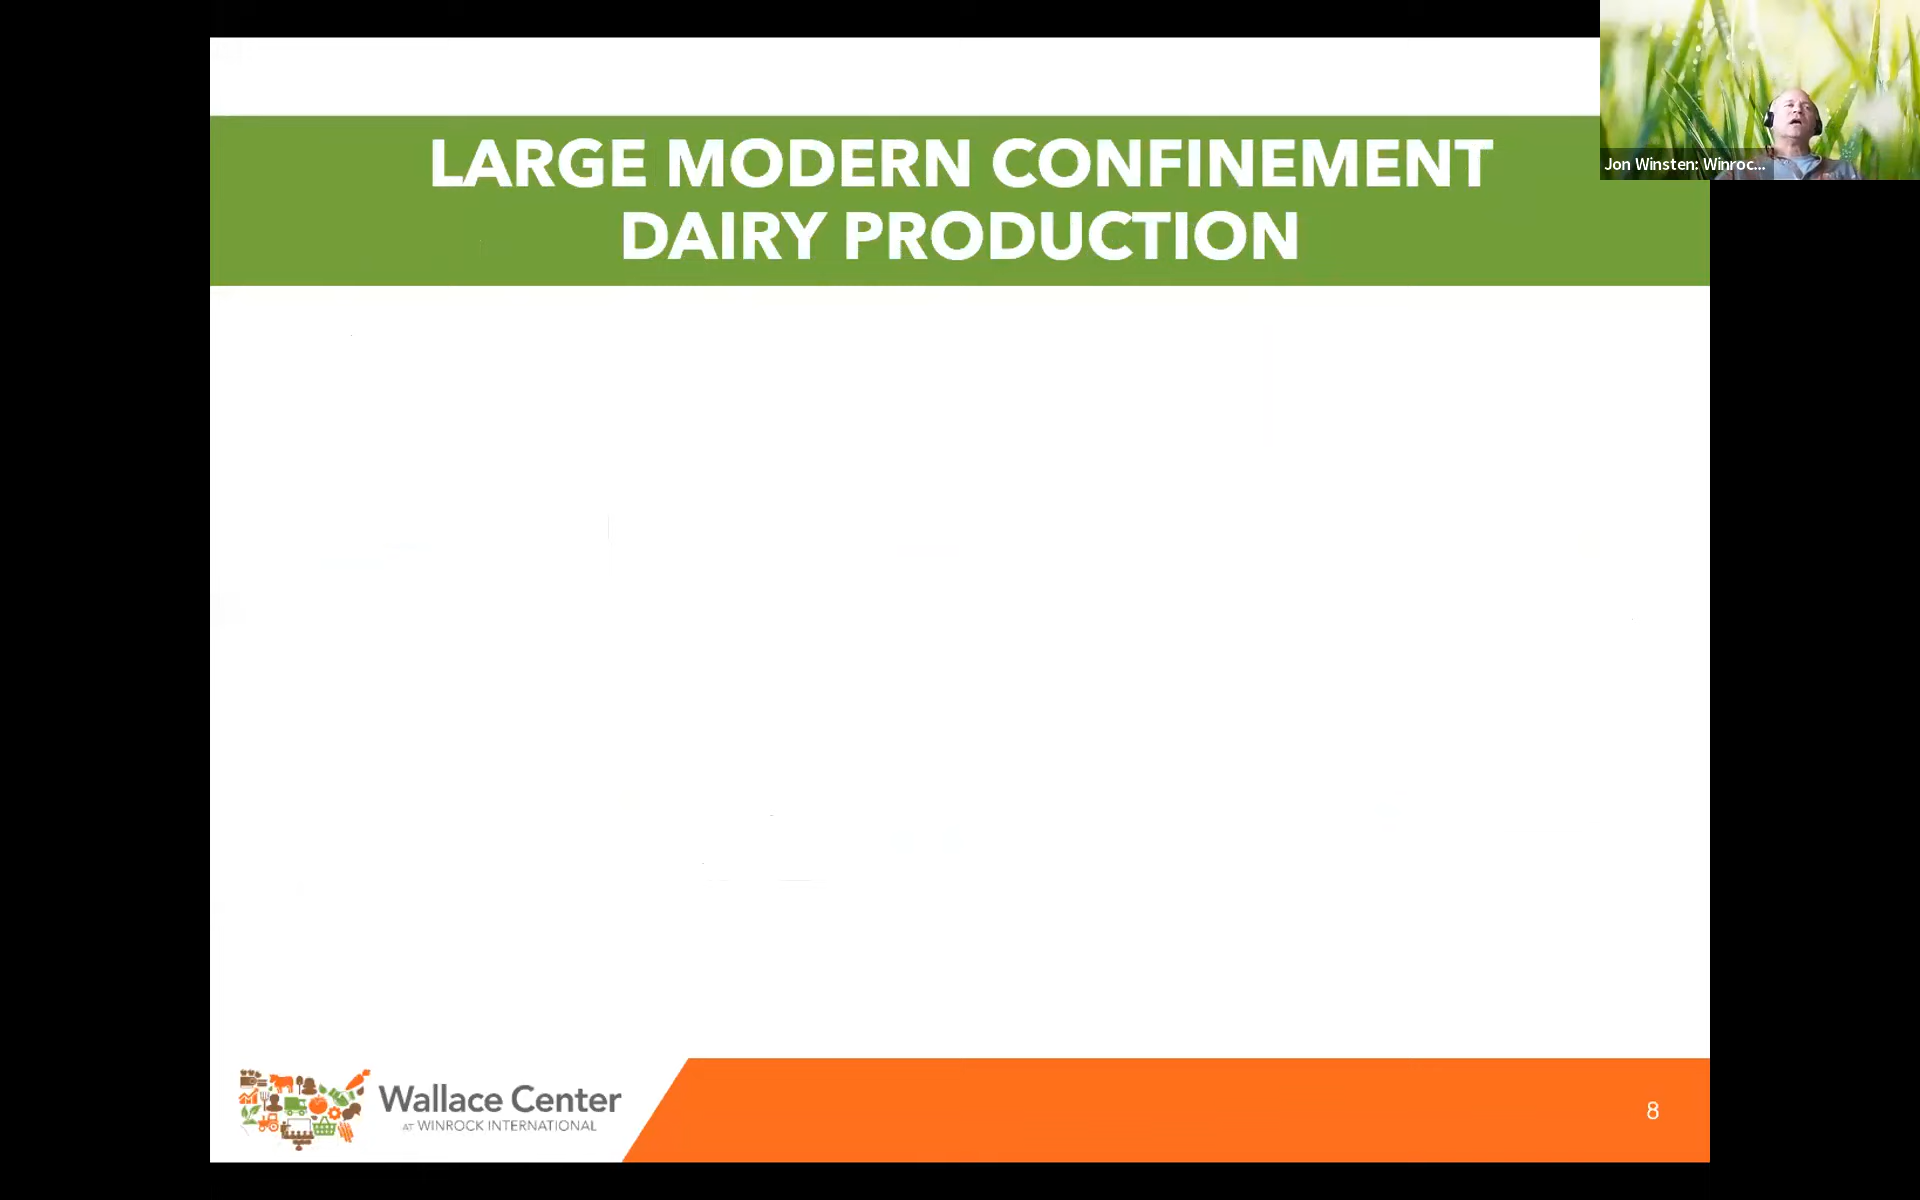 LARGE MODERN CONFINEMENT
DAIRY PRODUCTION
Jon Winsten: Winroc...
Wallace Center
AT WINROCK INTERNATIONAL
8